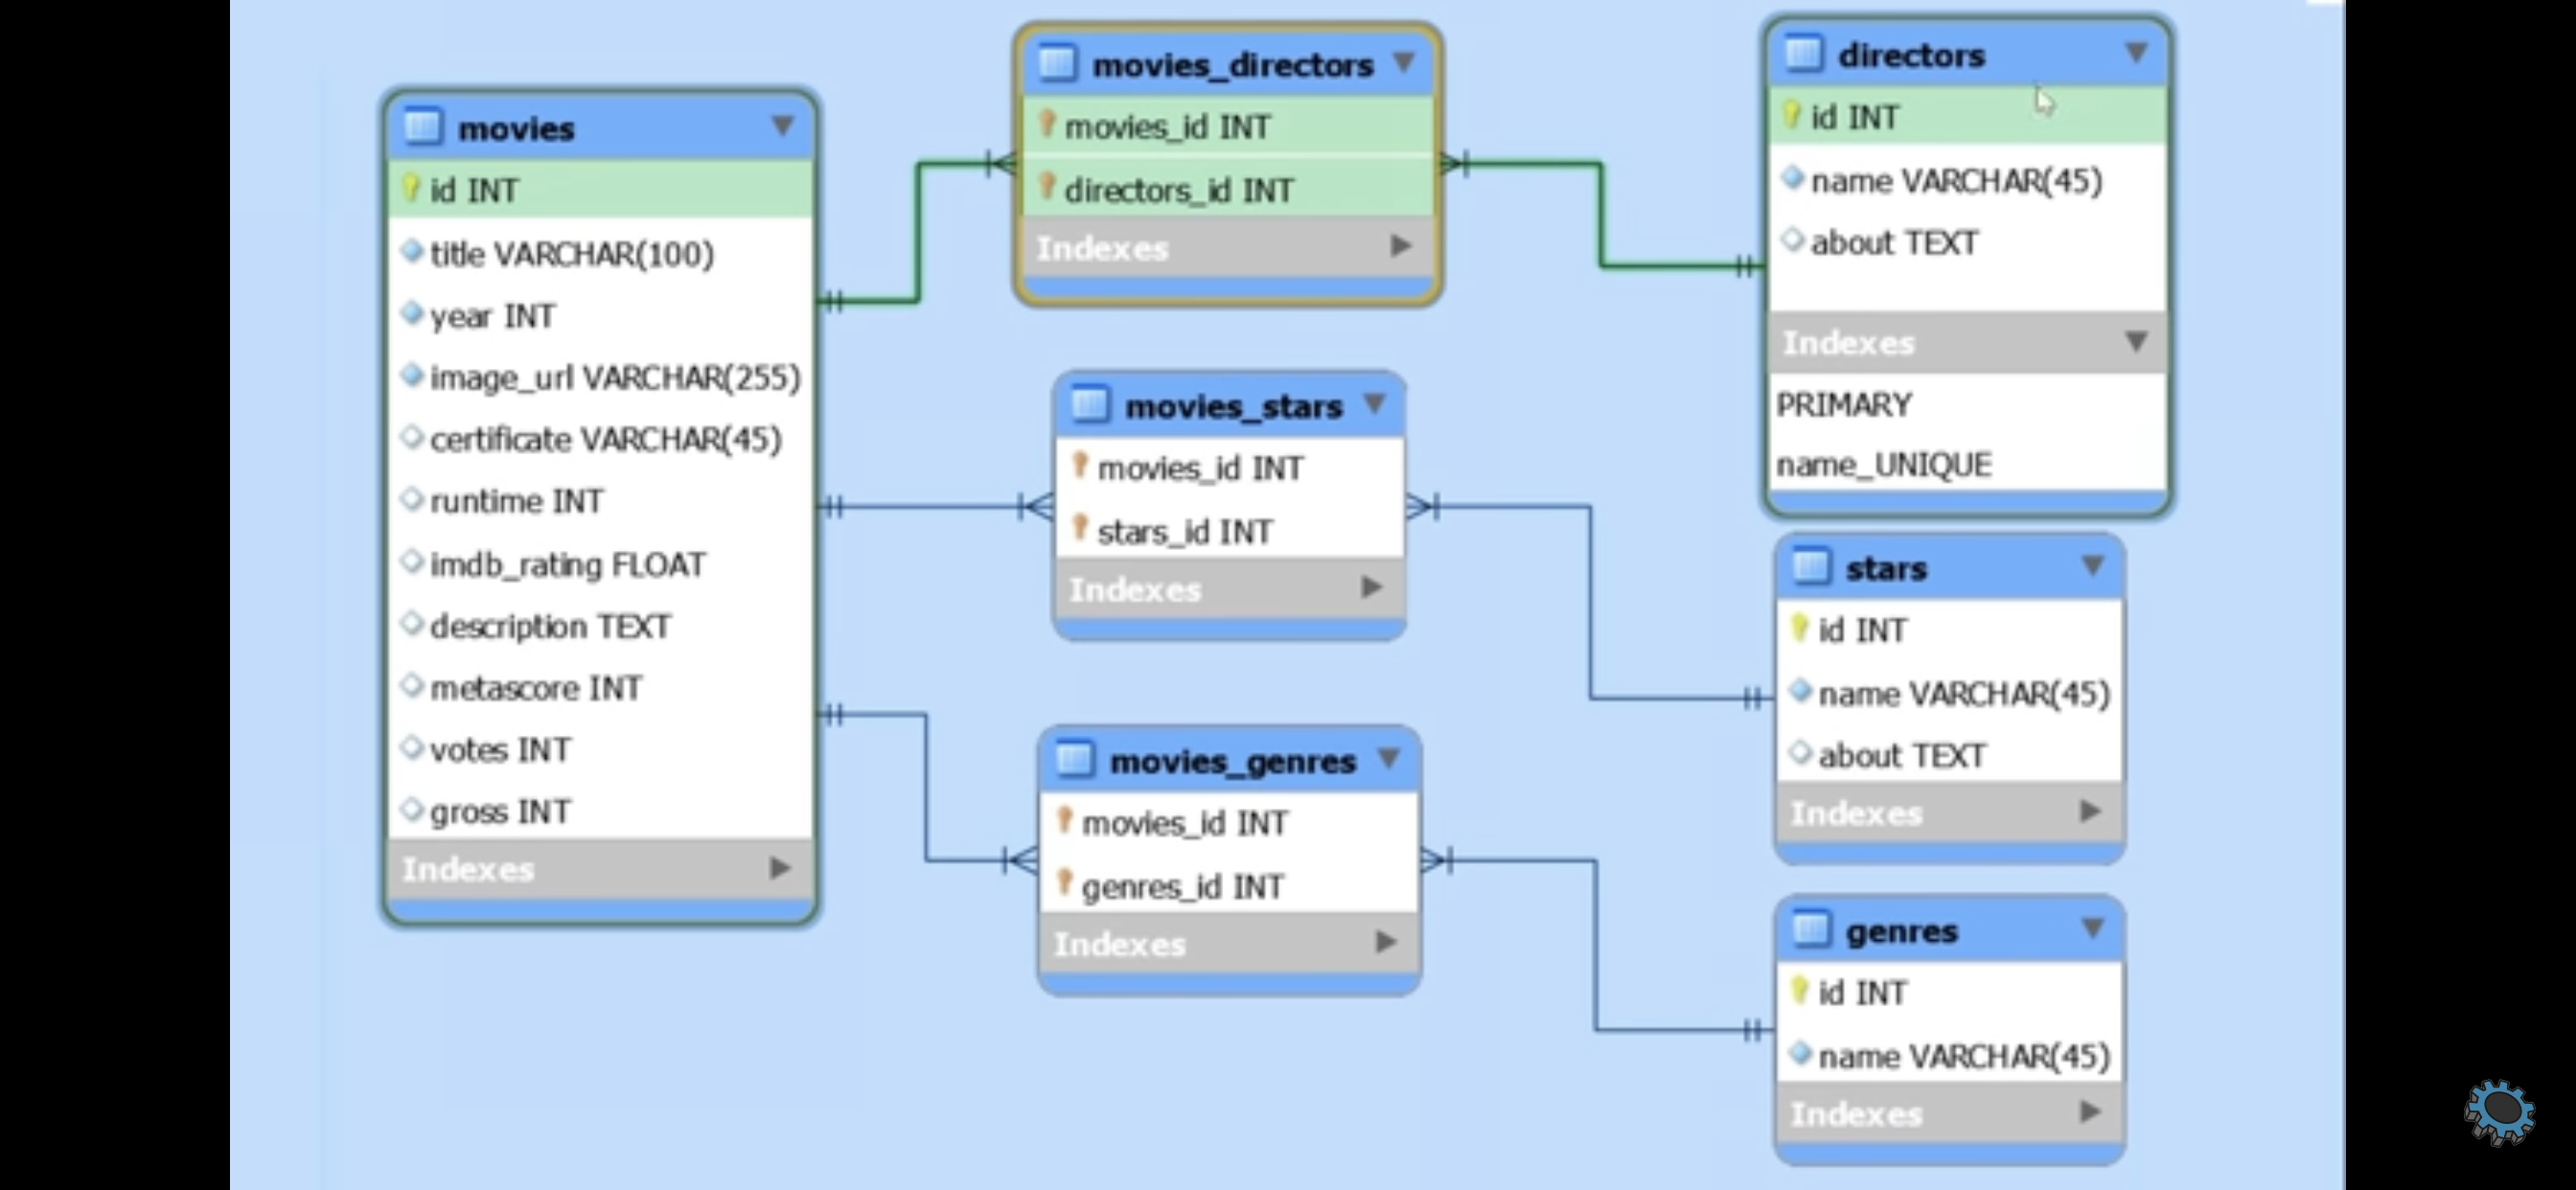 movies
id INT
title VARCHAR(100)
year INT
image_url VARCHAR(255)
certificate VARCHAR(45)
runtime INT
imdb_rating FLOAT
description TEXT
metascore INT
votes INT
gross INT
Indexes
movies_directors
movies_id INT
directors_id INT
Indexes
movies_stars
movies_id INT
stars_id INT
Indexes
movies_genres
movies_id INT
genres_id INT
Indexes
directors
id INT
name VARCHAR(45)
about TEXT
Indexes
PRIMARY
name_UNIQUE
stars
id INT
name VARCHAR(45)
about TEXT
Indexes
genres
id INT
name VARCHAR(45)
Indexes